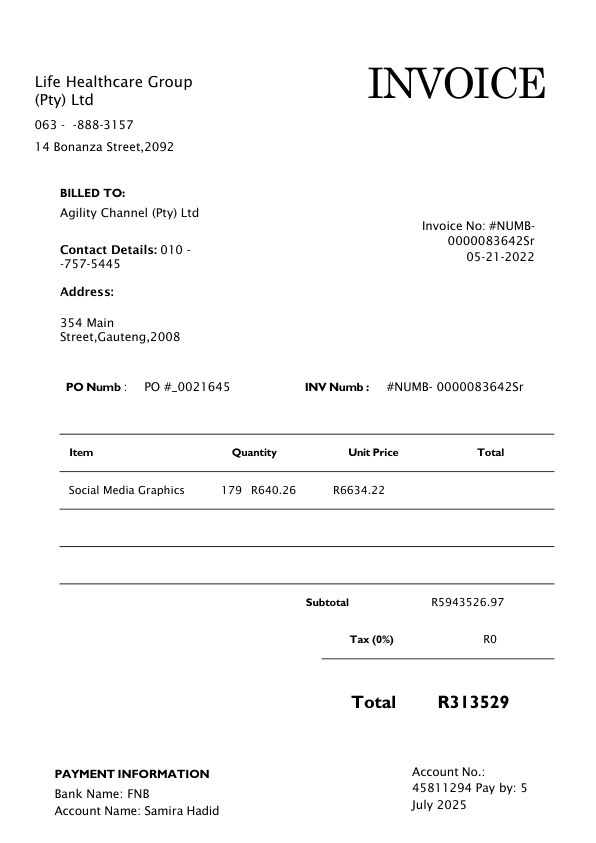 Life Healthcare Group
(Pty) Ltd
INVOICE
063 -  -888-3157
14 Bonanza Street,2092
BILLED TO:
Agility Channel (Pty) Ltd
Contact Details: 010 -
-757-5445
Invoice No: #NUMB-
0000083642Sr
05-21-2022
Address:
354 Main
Street,Gauteng,2008
PO Numb : PO #_0021645 INV Numb : #NUMB- 0000083642Sr
Item Quantity Unit Price Total
Social Media Graphics 179 R640.26 R6634.22
Subtotal R5943526.97
Tax (0%) R0
Total R313529
PAYMENT INFORMATION
Bank Name: FNB
Account Name: Samira Hadid
Account No.:
45811294 Pay by: 5
July 2025